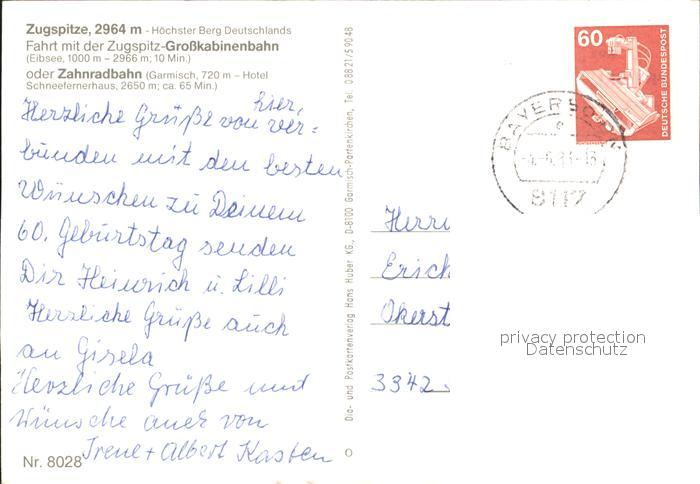 Zugspitze, 2964 m - Höchster Berg Deutschlands
Fahrt mit der Zugspitz-Großkabinenbahn
(Eibsee, 1000 m – 2966 m; 10 Min.)
oder Zahnradbahn (Garmisch, 720 m – Hotel
Schneefernerhaus, 2650 m; ca. 65 Min.)
hier,
Herzliche Grüße von ver=
bunden mit den besten
Wünschen zu Deinem
60. Geburtstag senden
Dir Heinrich u. Lilli
Herzliche Grüße auch
an Gisela
Herzliche Grüße und
Wünsche auch von
Irene + Albert Kasten
Nr. 8028
Dia- und Postkartenverlag Hans Huber KG, D-8100 Garmisch-Partenkirchen, Tel. 08821/59048
60
DEUTSCHE BUNDESPOST
8117
Herrn
Erich
Okerst
3342
privacy protection
Datenschutz